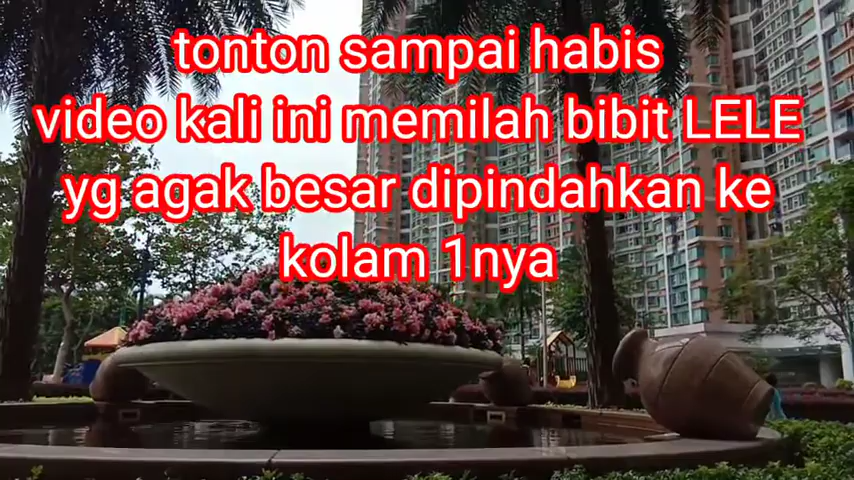 tonton sampai habis
video kali ini memilah bibit LELE
yg agak besar dipindahkan ke
kolam 1nya